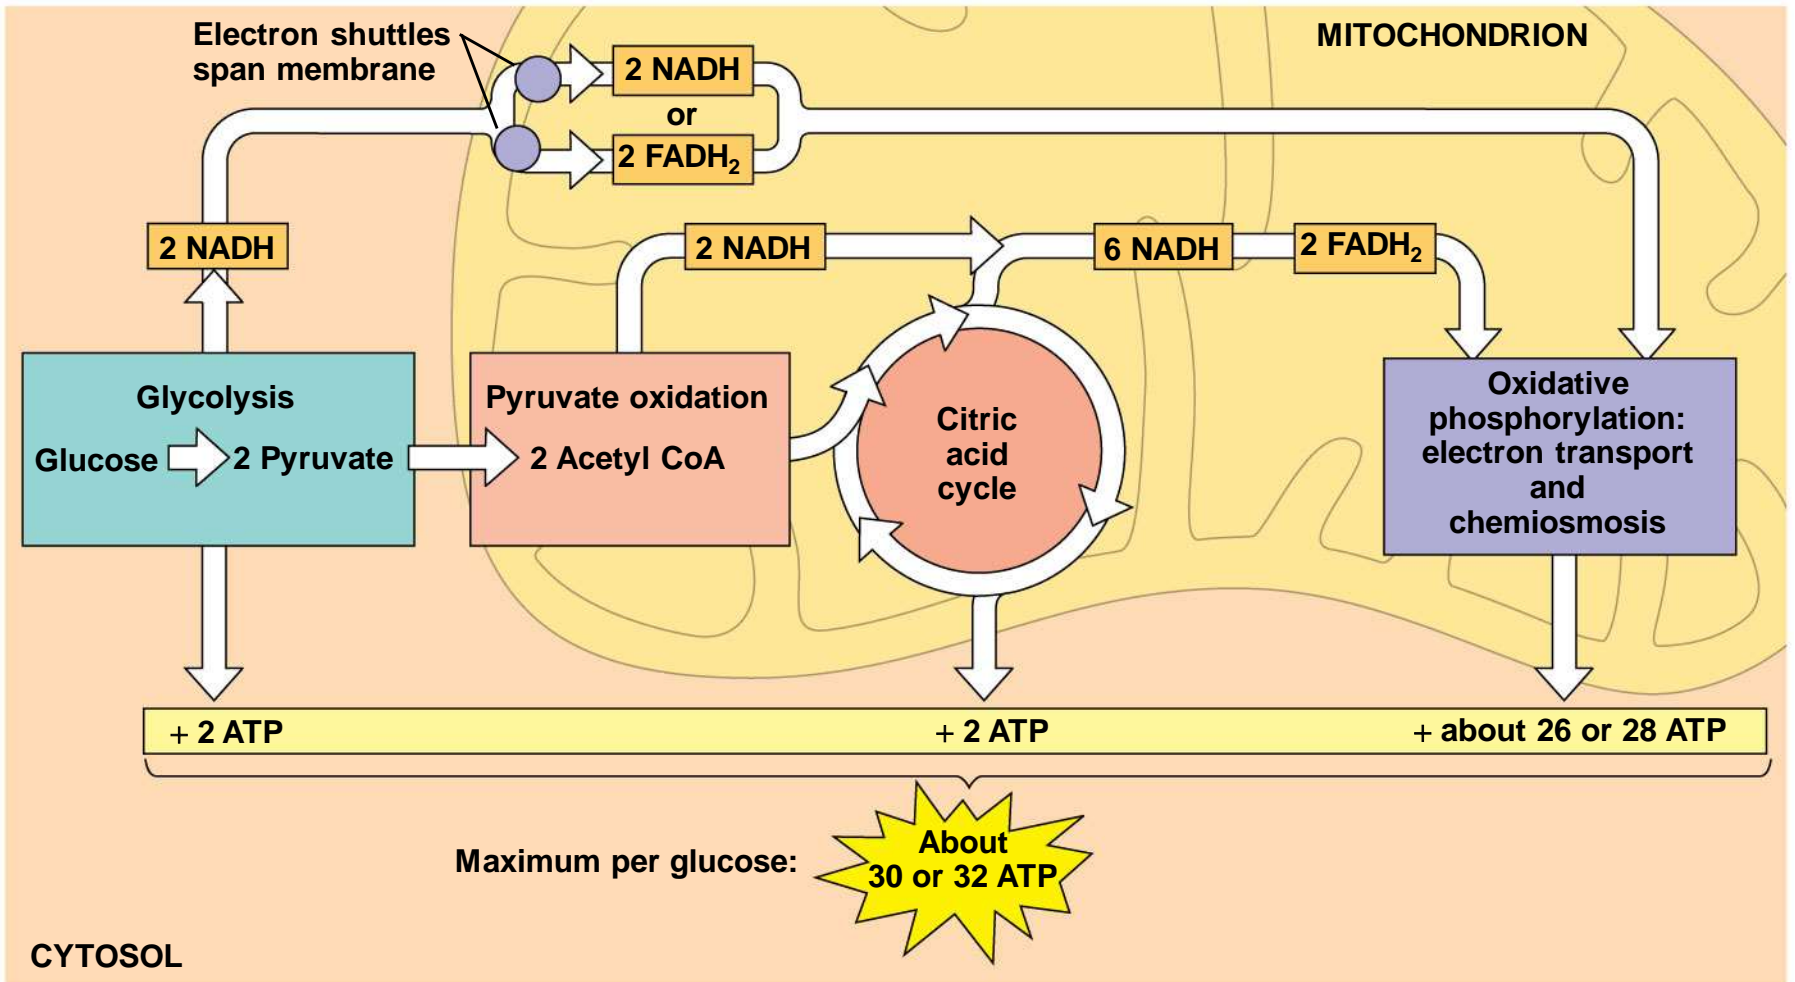 Electron shuttles
span membrane
MITOCHONDRION
2 NADH
or
2 FADH₂
2 NADH
2 NADH
6 NADH
2 FADH₂
Glycolysis
Glucose
2 Pyruvate
Pyruvate oxidation
2 Acetyl CoA
Citric
acid
cycle
Oxidative
phosphorylation:
electron transport
and
chemiosmosis
+ 2 ATP
+ 2 ATP
+ about 26 or 28 ATP
Maximum per glucose:
About
30 or 32 ATP
CYTOSOL